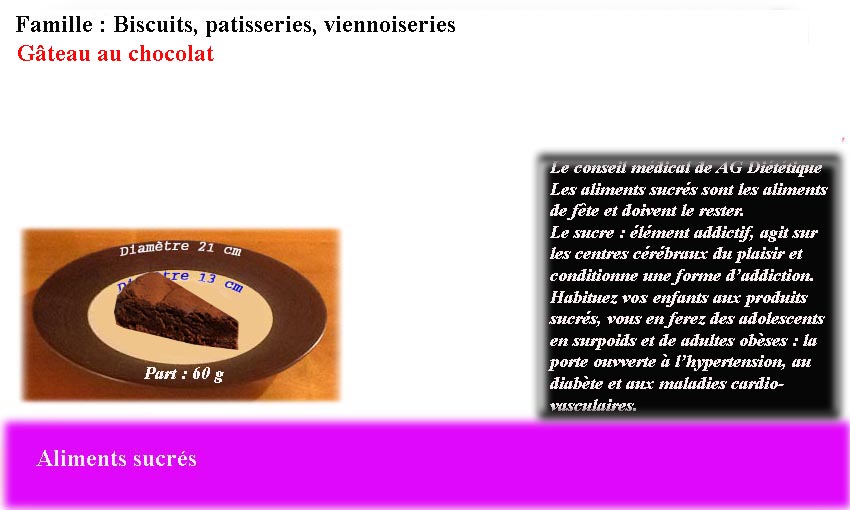 Famille : Biscuits, patisseries, viennoiseries
Gâteau au chocolat
Le conseil médical de AG Diététique
Les aliments sucrés sont les aliments
de fête et doivent le rester.
Le sucre : élément addictif, agit sur
les centres cérébraux du plaisir et
conditionne une forme d'addiction.
Habituez vos enfants aux produits
sucrés, vous en ferez des adolescents
en surpoids et de adultes obèses : la
porte ouvverte à l'hypertension, au
diabète et aux maladies cardio-
vasculaires.
Diamètre 21 cm
13 cm
Part : 60 g
Aliments sucrés